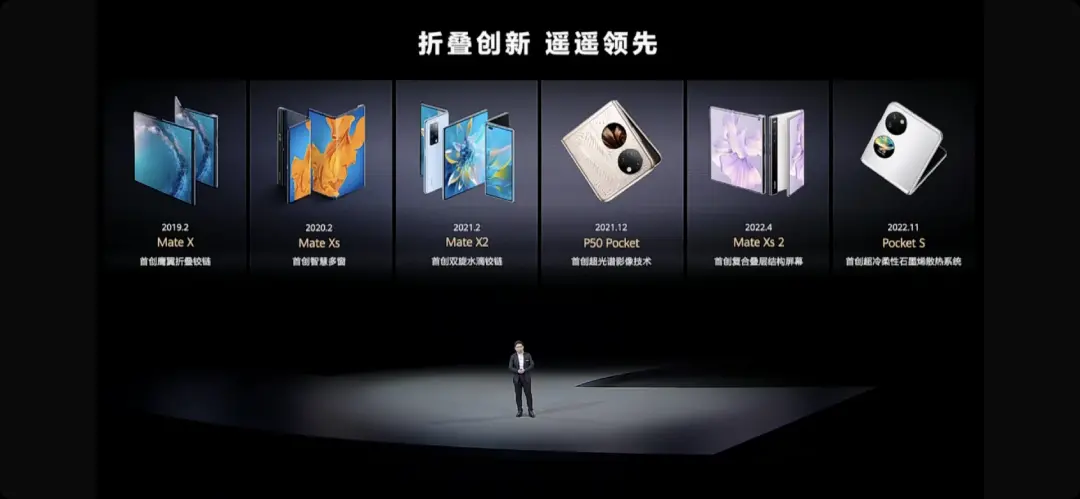 折叠创新 遥遥领先
2019.2
Mate X
首创鹰翼折叠铰链
2020.2
Mate Xs
首创智慧多窗
2021.2
Mate X2
首创双旋水滴铰链
2021.12
P50 Pocket
首创超光谱影像技术
2022.4
Mate Xs 2
首创复合叠层结构屏幕
2022.11
Pocket S
首创超冷柔性石墨烯散热系统